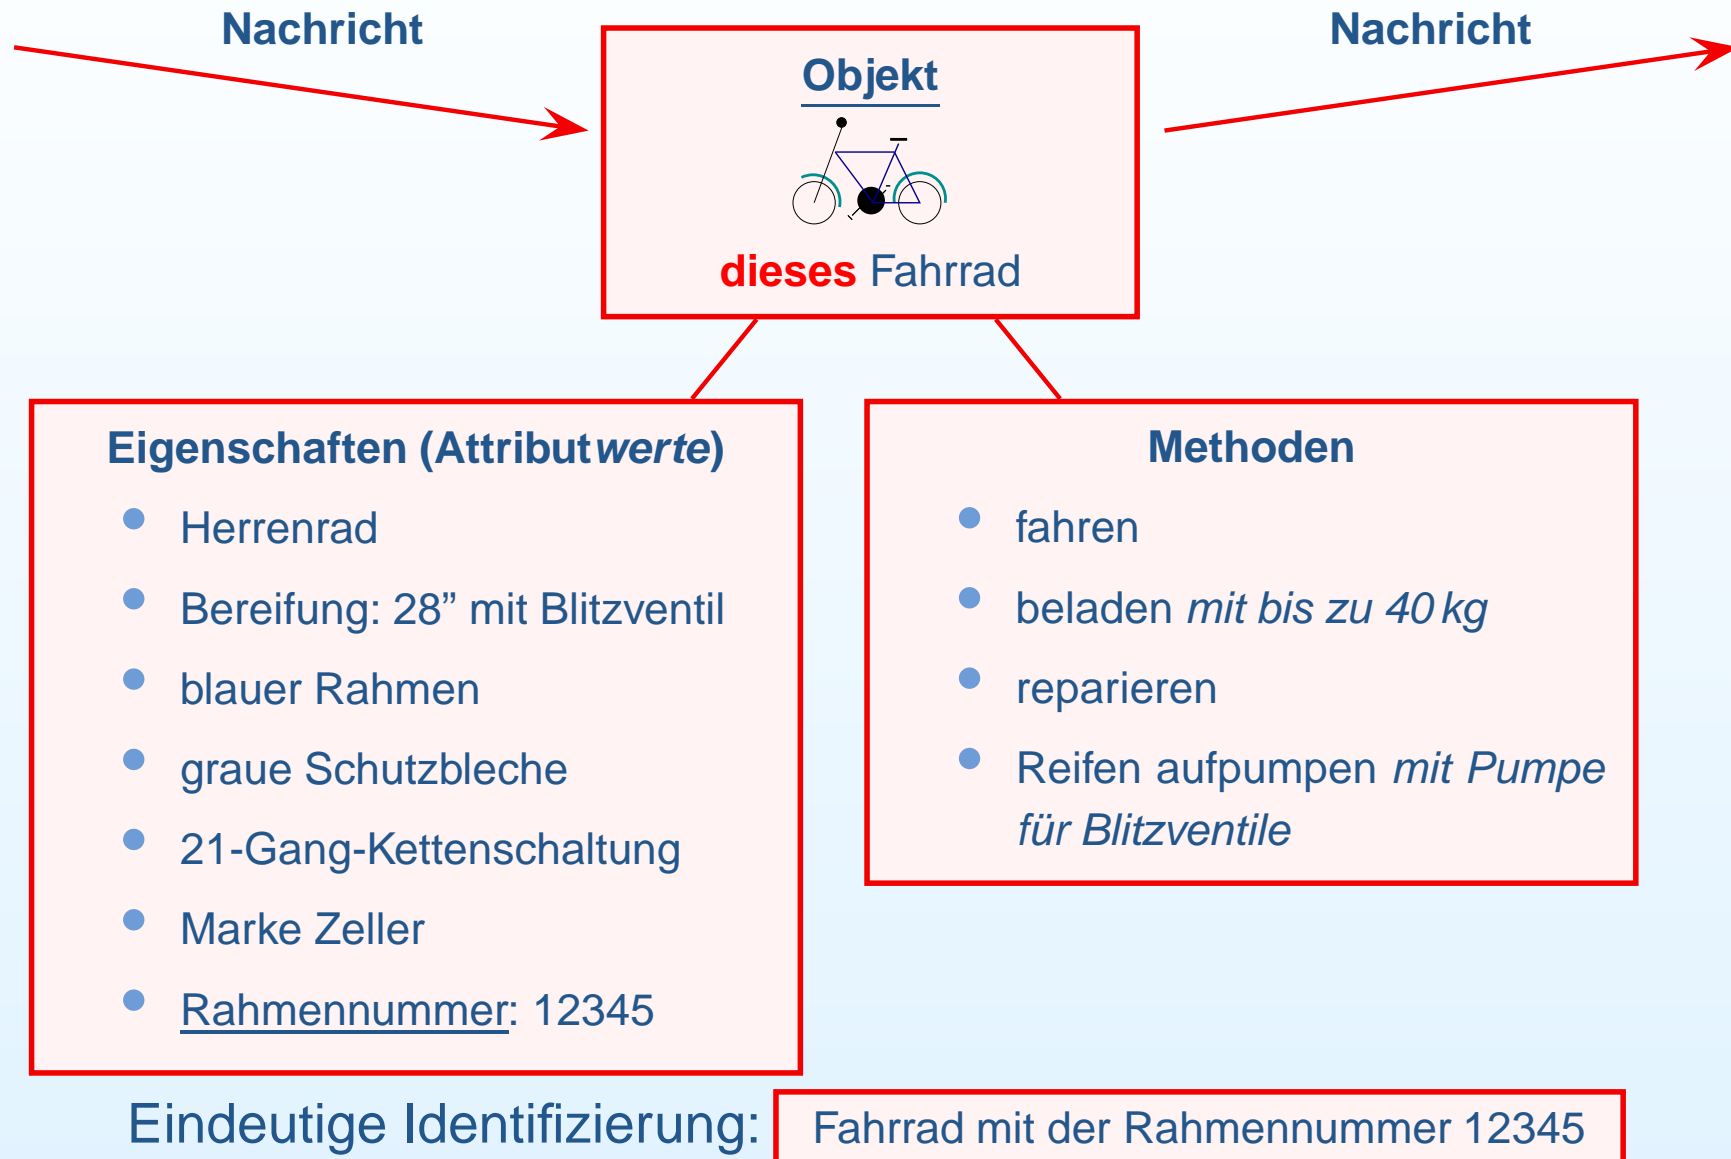 Nachricht
Nachricht
Objekt
dieses Fahrrad
Eigenschaften (Attributwerte)
Herrenrad
Bereifung: 28” mit Blitzventil
blauer Rahmen
graue Schutzbleche
21-Gang-Kettenschaltung
Marke Zeller
Rahmennummer: 12345
Methoden
fahren
beladen mit bis zu 40 kg
reparieren
Reifen aufpumpen mit Pumpe
für Blitzventile
Eindeutige Identifizierung: Fahrrad mit der Rahmennummer 12345